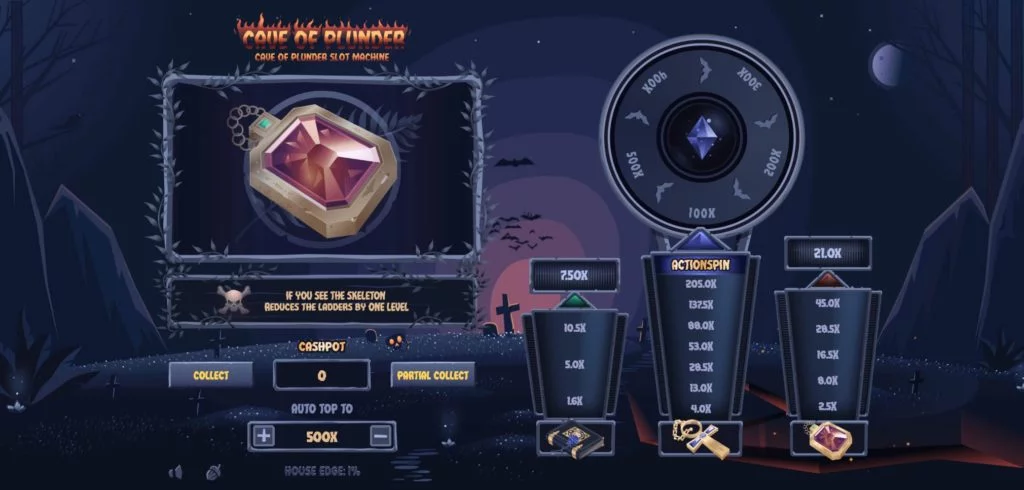 CAVE OF PLUNDER
CAVE OF PLUNDER SLOT MACHINE
IF YOU SEE THE SKELETON
REDUCES THE LADDERS BY ONE LEVEL
CASHPOT
COLLECT
0
PARTIAL COLLECT
AUTO TOP TO
+
500X
-
HOUSE EDGE: 1%
400X
300X
500X
200X
100X
7.50X
10.5X
5.0X
1.6X
ACTIONSPIN
205.0X
137.5X
88.0X
53.0X
28.5X
13.0X
4.0X
21.0X
45.0X
28.5X
16.5X
8.0X
2.5X